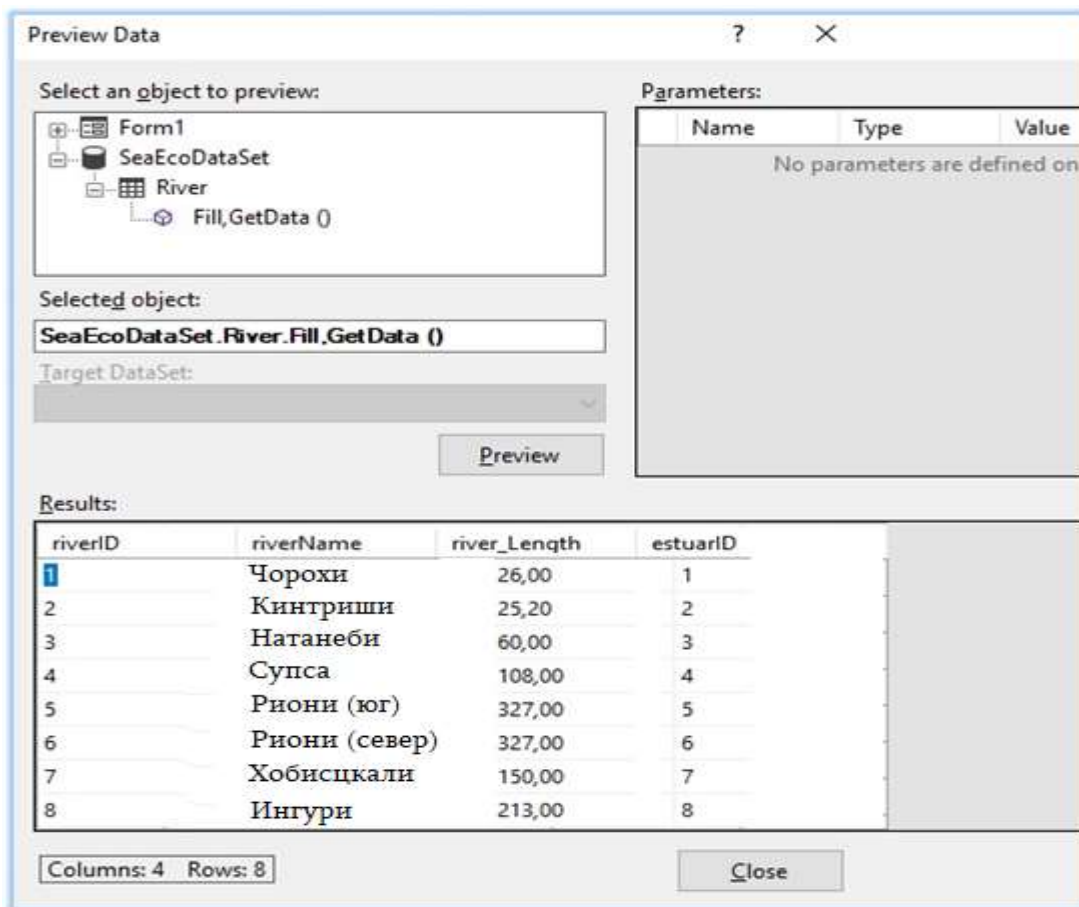 Preview Data
?
Select an object to preview:
Form1
SeaEcoDataSet
River
Fill,GetData ()
Selected object:
SeaEcoDataSet.River.Fill,GetData ()
Target DataSet:
Preview
Parameters:
Name Type Value
No parameters are defined on
Results:
riverID riverName river_Length estuarID
1 Чорохи 26,00 1
2 Кинтриши 25,20 2
3 Натанеби 60,00 3
4 Супса 108,00 4
5 Риони (юг) 327,00 5
6 Риони (север) 327,00 6
7 Хобисцкали 150,00 7
8 Ингури 213,00 8
Columns: 4 Rows: 8
Close